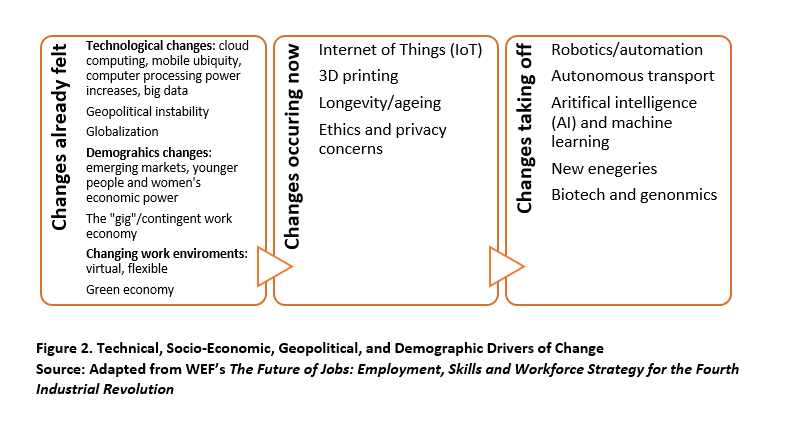 Changes already felt
Technological changes: cloud
computing, mobile ubiquity,
computer processing power
increases, big data
Geopolitical instability
Globalization
Demograhics changes:
emerging markets, younger
people and women's
economic power
The "gig"/contingent work
economy
Changing work enviroments:
virtual, flexible
Green economy
Changes occuring now
Internet of Things (IoT)
3D printing
Longevity/ageing
Ethics and privacy
concerns
Changes taking off
Robotics/automation
Autonomous transport
Aritifical intelligence
(AI) and machine
learning
New enegeries
Biotech and genonmics
Figure 2. Technical, Socio-Economic, Geopolitical, and Demographic Drivers of Change
Source: Adapted from WEF’s The Future of Jobs: Employment, Skills and Workforce Strategy for the Fourth
Industrial Revolution